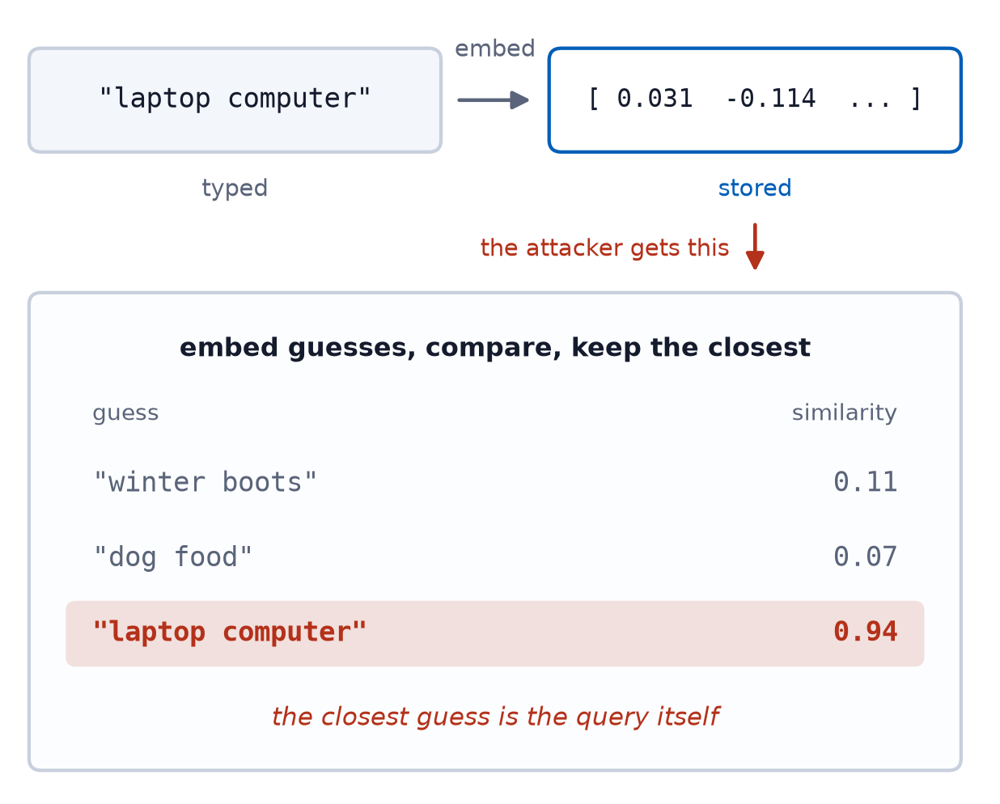 embed
"laptop computer"
[ 0.031 -0.114 ... ]
typed
stored
the attacker gets this
embed guesses, compare, keep the closest
guess similarity
"winter boots" 0.11
"dog food" 0.07
"laptop computer" 0.94
the closest guess is the query itself